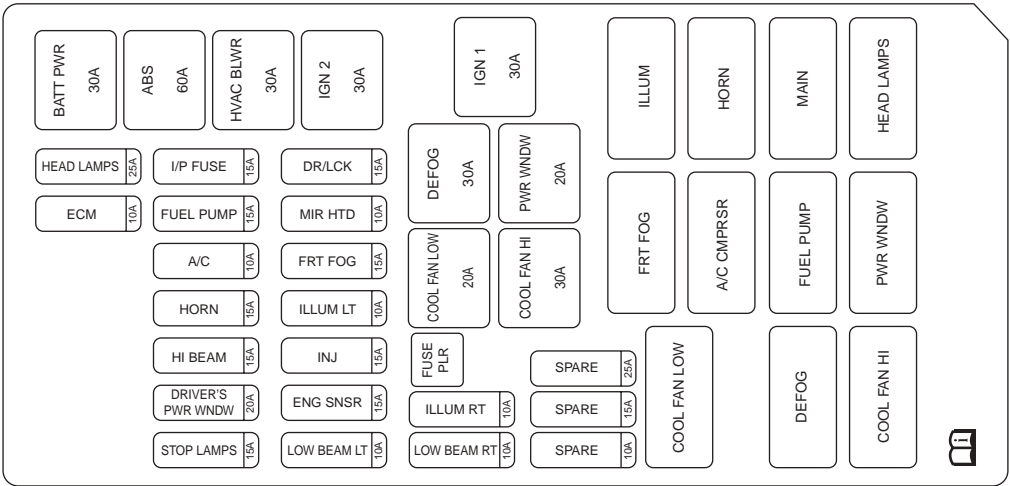 BATT PWR
30A
ABS
60A
HVAC BLWR
30A
IGN 2
30A
IGN 1
30A
ILLUM
HORN
MAIN
HEAD LAMPS
HEAD LAMPS 25A
I/P FUSE 15A
DR/LCK 15A
DEFOG
30A
PWR WNDW
20A
ECM 10A
FUEL PUMP 15A
MIR HTD 10A
FRT FOG
A/C CMPRSR
FUEL PUMP
PWR WNDW
A/C 10A
FRT FOG 15A
COOL FAN LOW
20A
COOL FAN HI
30A
HORN 15A
ILLUM LT 10A
HI BEAM 15A
INJ 15A
FUSE
PLR
SPARE 25A
COOL FAN LOW
DEFOG
COOL FAN HI
DRIVER'S
PWR WNDW 20A
ENG SNSR 15A
ILLUM RT 10A
SPARE 15A
STOP LAMPS 15A
LOW BEAM LT 10A
LOW BEAM RT 10A
SPARE 10A
i